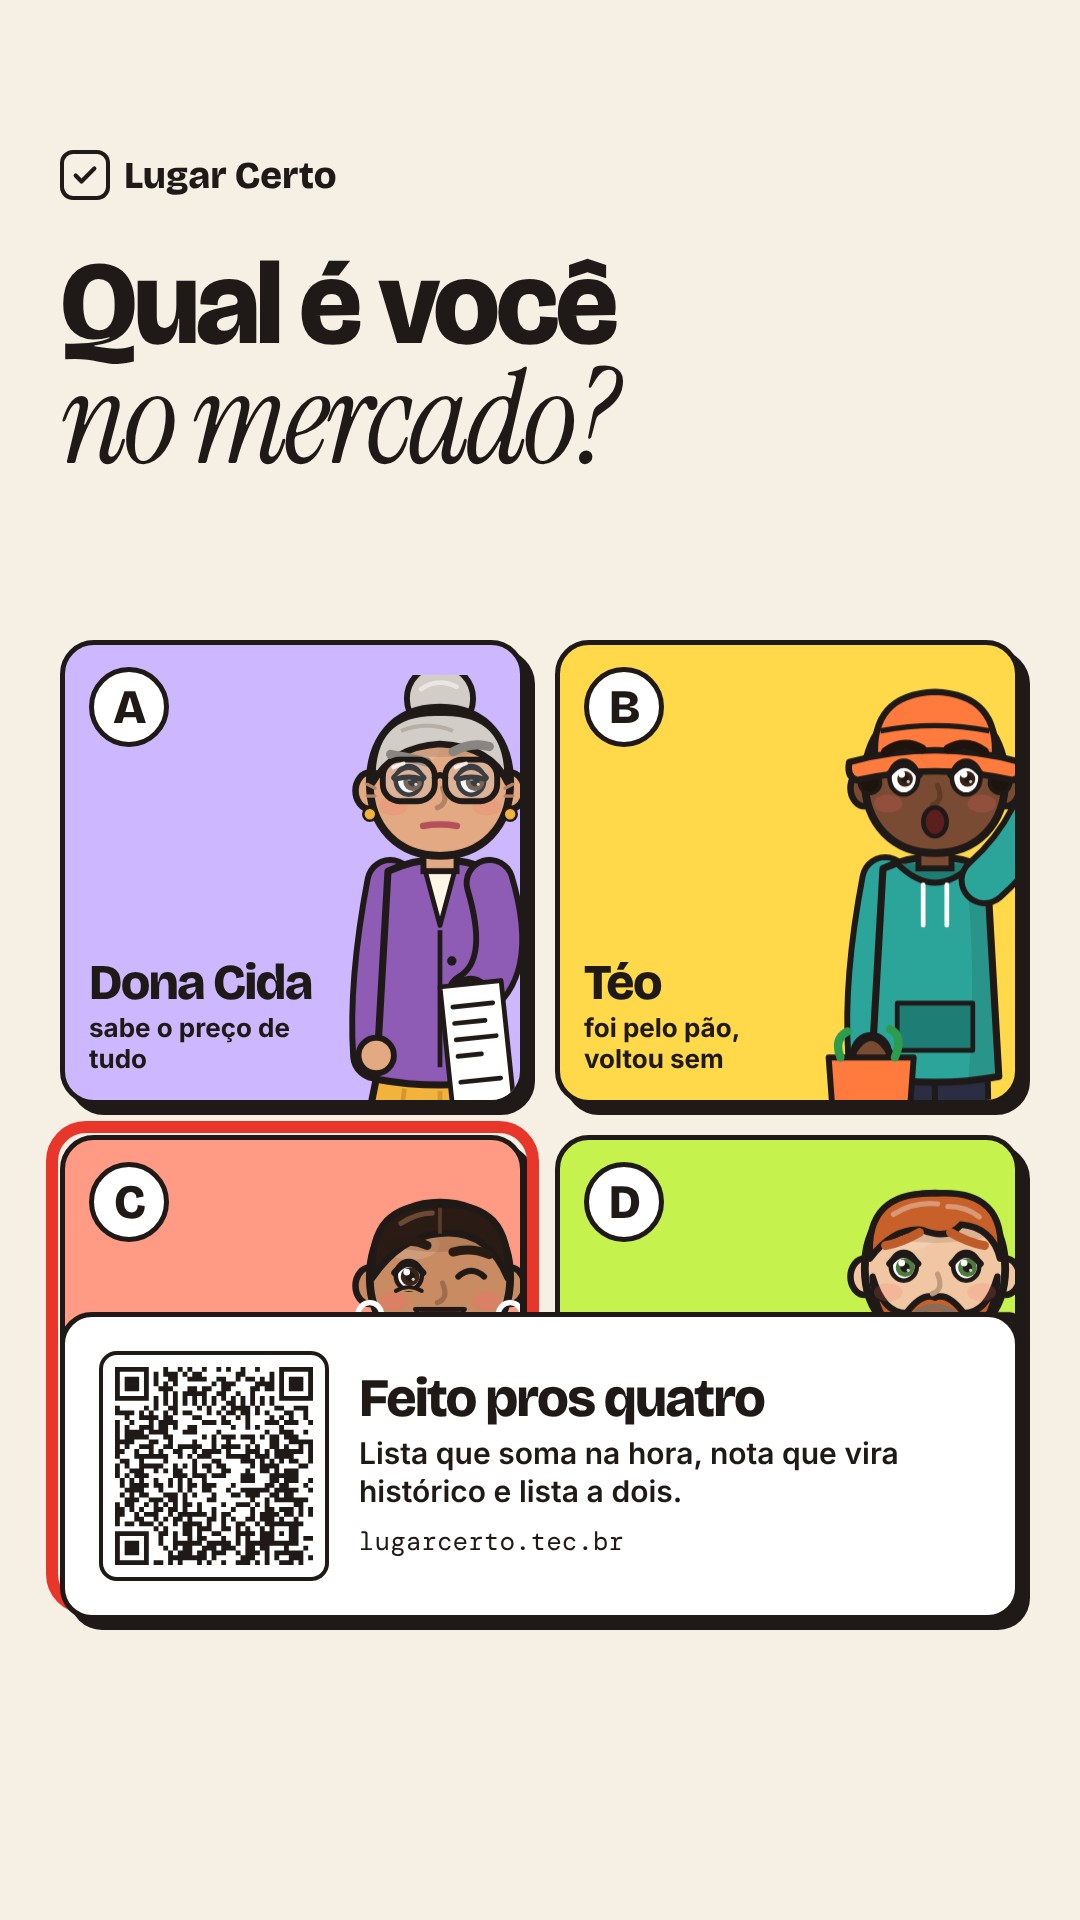 Lugar Certo
Qual é você
no mercado?
A
Dona Cida
sabe o preço de
tudo
B
Téo
foi pelo pão,
voltou sem
C
D
Feito pros quatro
Lista que soma na hora, nota que vira
histórico e lista a dois.
lugarcerto.tec.br